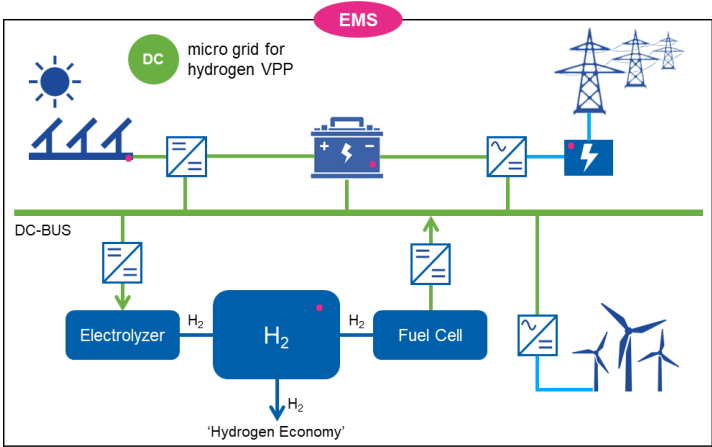 EMS
DC
micro grid for
hydrogen VPP
+ −
DC-BUS
Electrolyzer
H₂
H₂
H₂
Fuel Cell
H₂
'Hydrogen Economy'